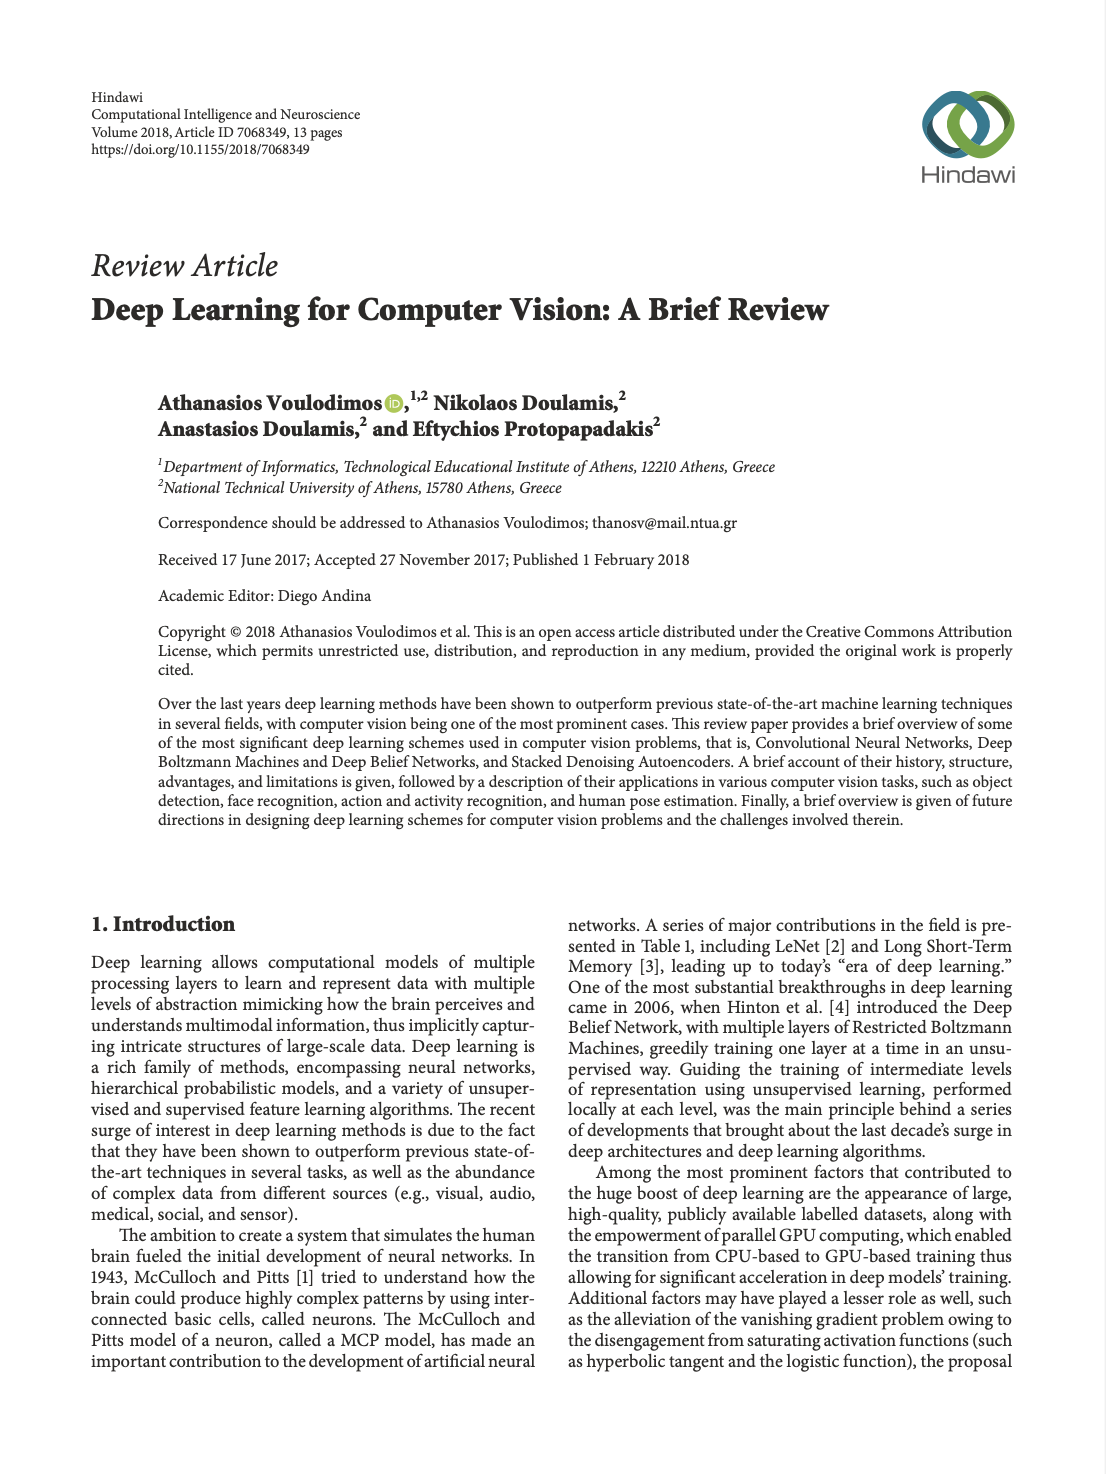 Hindawi
Computational Intelligence and Neuroscience
Volume 2018, Article ID 7068349, 13 pages
https://doi.org/10.1155/2018/7068349
Hindawi
Review Article
Deep Learning for Computer Vision: A Brief Review
Athanasios Voulodimos iD,1,2 Nikolaos Doulamis,2
Anastasios Doulamis,2 and Eftychios Protopapadakis2
1Department of Informatics, Technological Educational Institute of Athens, 12210 Athens, Greece
2National Technical University of Athens, 15780 Athens, Greece
Correspondence should be addressed to Athanasios Voulodimos; thanosv@mail.ntua.gr
Received 17 June 2017; Accepted 27 November 2017; Published 1 February 2018
Academic Editor: Diego Andina
Copyright © 2018 Athanasios Voulodimos et al. This is an open access article distributed under the Creative Commons Attribution
License, which permits unrestricted use, distribution, and reproduction in any medium, provided the original work is properly
cited.
Over the last years deep learning methods have been shown to outperform previous state-of-the-art machine learning techniques
in several fields, with computer vision being one of the most prominent cases. This review paper provides a brief overview of some
of the most significant deep learning schemes used in computer vision problems, that is, Convolutional Neural Networks, Deep
Boltzmann Machines and Deep Belief Networks, and Stacked Denoising Autoencoders. A brief account of their history, structure,
advantages, and limitations is given, followed by a description of their applications in various computer vision tasks, such as object
detection, face recognition, action and activity recognition, and human pose estimation. Finally, a brief overview is given of future
directions in designing deep learning schemes for computer vision problems and the challenges involved therein.
1. Introduction
Deep learning allows computational models of multiple
processing layers to learn and represent data with multiple
levels of abstraction mimicking how the brain perceives and
understands multimodal information, thus implicitly captur-
ing intricate structures of large-scale data. Deep learning is
a rich family of methods, encompassing neural networks,
hierarchical probabilistic models, and a variety of unsuper-
vised and supervised feature learning algorithms. The recent
surge of interest in deep learning methods is due to the fact
that they have been shown to outperform previous state-of-
the-art techniques in several tasks, as well as the abundance
of complex data from different sources (e.g., visual, audio,
medical, social, and sensor).
The ambition to create a system that simulates the human
brain fueled the initial development of neural networks. In
1943, McCulloch and Pitts [1] tried to understand how the
brain could produce highly complex patterns by using inter-
connected basic cells, called neurons. The McCulloch and
Pitts model of a neuron, called a MCP model, has made an
important contribution to the development of artificial neural
networks. A series of major contributions in the field is pre-
sented in Table 1, including LeNet [2] and Long Short-Term
Memory [3], leading up to today’s “era of deep learning.”
One of the most substantial breakthroughs in deep learning
came in 2006, when Hinton et al. [4] introduced the Deep
Belief Network, with multiple layers of Restricted Boltzmann
Machines, greedily training one layer at a time in an unsu-
pervised way. Guiding the training of intermediate levels
of representation using unsupervised learning, performed
locally at each level, was the main principle behind a series
of developments that brought about the last decade’s surge in
deep architectures and deep learning algorithms.
Among the most prominent factors that contributed to
the huge boost of deep learning are the appearance of large,
high-quality, publicly available labelled datasets, along with
the empowerment of parallel GPU computing, which enabled
the transition from CPU-based to GPU-based training thus
allowing for significant acceleration in deep models’ training.
Additional factors may have played a lesser role as well, such
as the alleviation of the vanishing gradient problem owing to
the disengagement from saturating activation functions (such
as hyperbolic tangent and the logistic function), the proposal